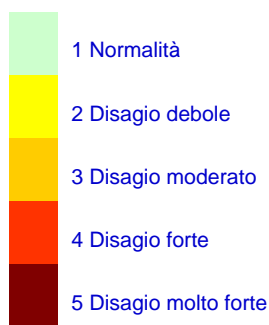 1 Normalità
2 Disagio debole
3 Disagio moderato
4 Disagio forte
5 Disagio molto forte